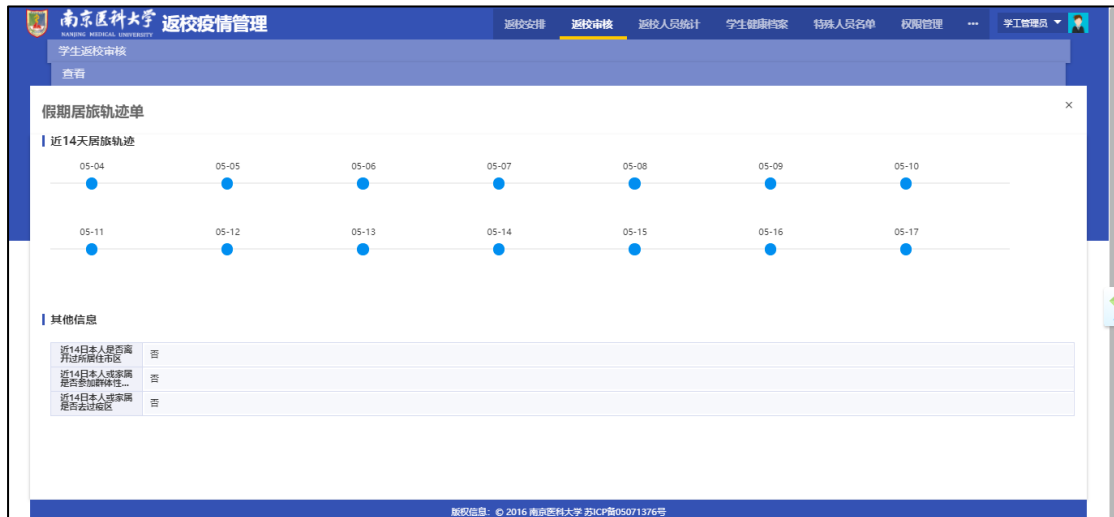 南京医科大学 返校疫情管理
NANJING MEDICAL UNIVERSITY
返校安排 返校审核 返校人员统计 学生健康档案 特殊人员名单 权限管理 ··· 学工管理员
学生返校审核
查看
假期居旅轨迹单 ×
近14天居旅轨迹
05-04 05-05 05-06 05-07 05-08 05-09 05-10
05-11 05-12 05-13 05-14 05-15 05-16 05-17
其他信息
近14日本人是否离
开过所居住市区 否
近14日本人或家属
是否参加群体性... 否
近14日本人或家属
是否去过疫区 否
版权信息: © 2016 南京医科大学 苏ICP备05071376号